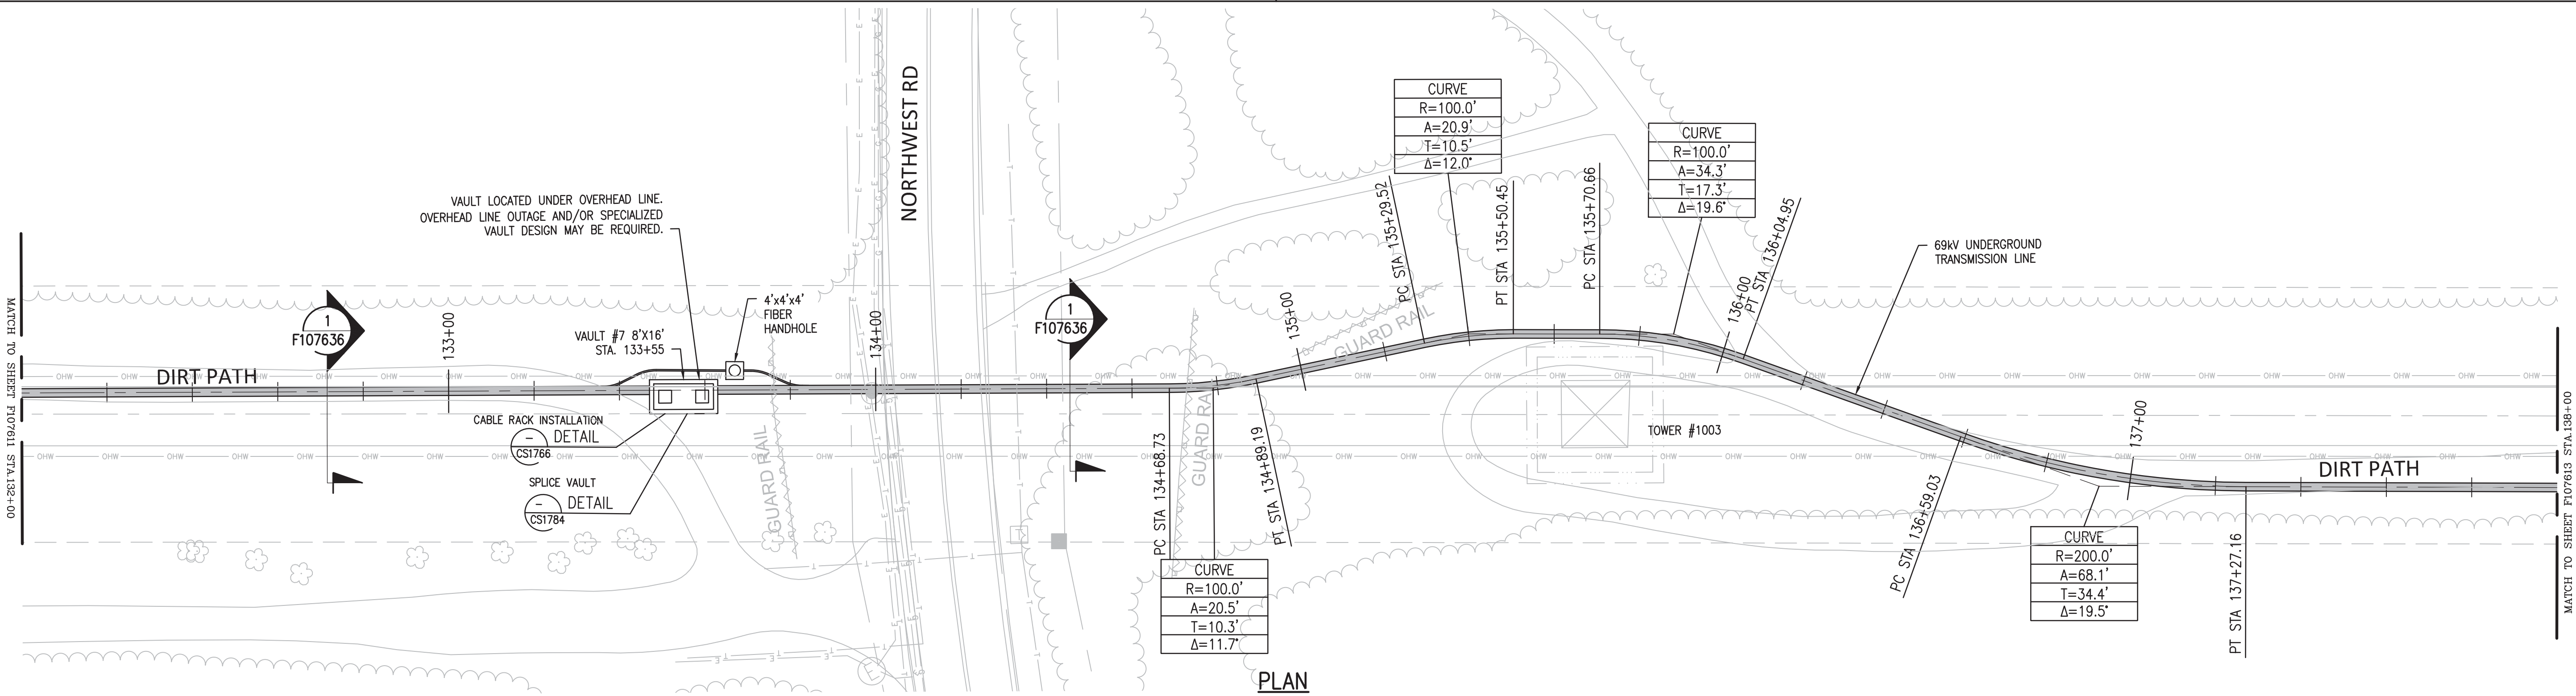 NORTHWEST RD
CURVE
R=100.0'
A=20.9'
T=10.5'
Δ=12.0°
CURVE
R=100.0'
A=34.3'
T=17.3'
Δ=19.6°
VAULT LOCATED UNDER OVERHEAD LINE.
OVERHEAD LINE OUTAGE AND/OR SPECIALIZED
VAULT DESIGN MAY BE REQUIRED.
PC STA 135+29.52
PT STA 135+50.45
PC STA 135+70.66
136+00
PT STA 136+04.95
69kV UNDERGROUND
TRANSMISSION LINE
MATCH TO SHEET F107611 STA.132+00
1
F107636
133+00
VAULT #7 8'X16'
STA. 133+55
4'x4'x4'
FIBER
HANDHOLE
134+00
1
F107636
135+00
GUARD RAIL
DIRT PATH
OHW
CABLE RACK INSTALLATION
- DETAIL
CS1766
SPLICE VAULT
- DETAIL
CS1784
GUARD RAIL
PC STA 134+68.73
GUARD RAIL
PT STA 134+89.19
TOWER #1003
PC STA 136+59.03
137+00
DIRT PATH
PT STA 137+27.16
MATCH TO SHEET F107613 STA.138+00
CURVE
R=100.0'
A=20.5'
T=10.3'
Δ=11.7°
CURVE
R=200.0'
A=68.1'
T=34.4'
Δ=19.5°
PLAN